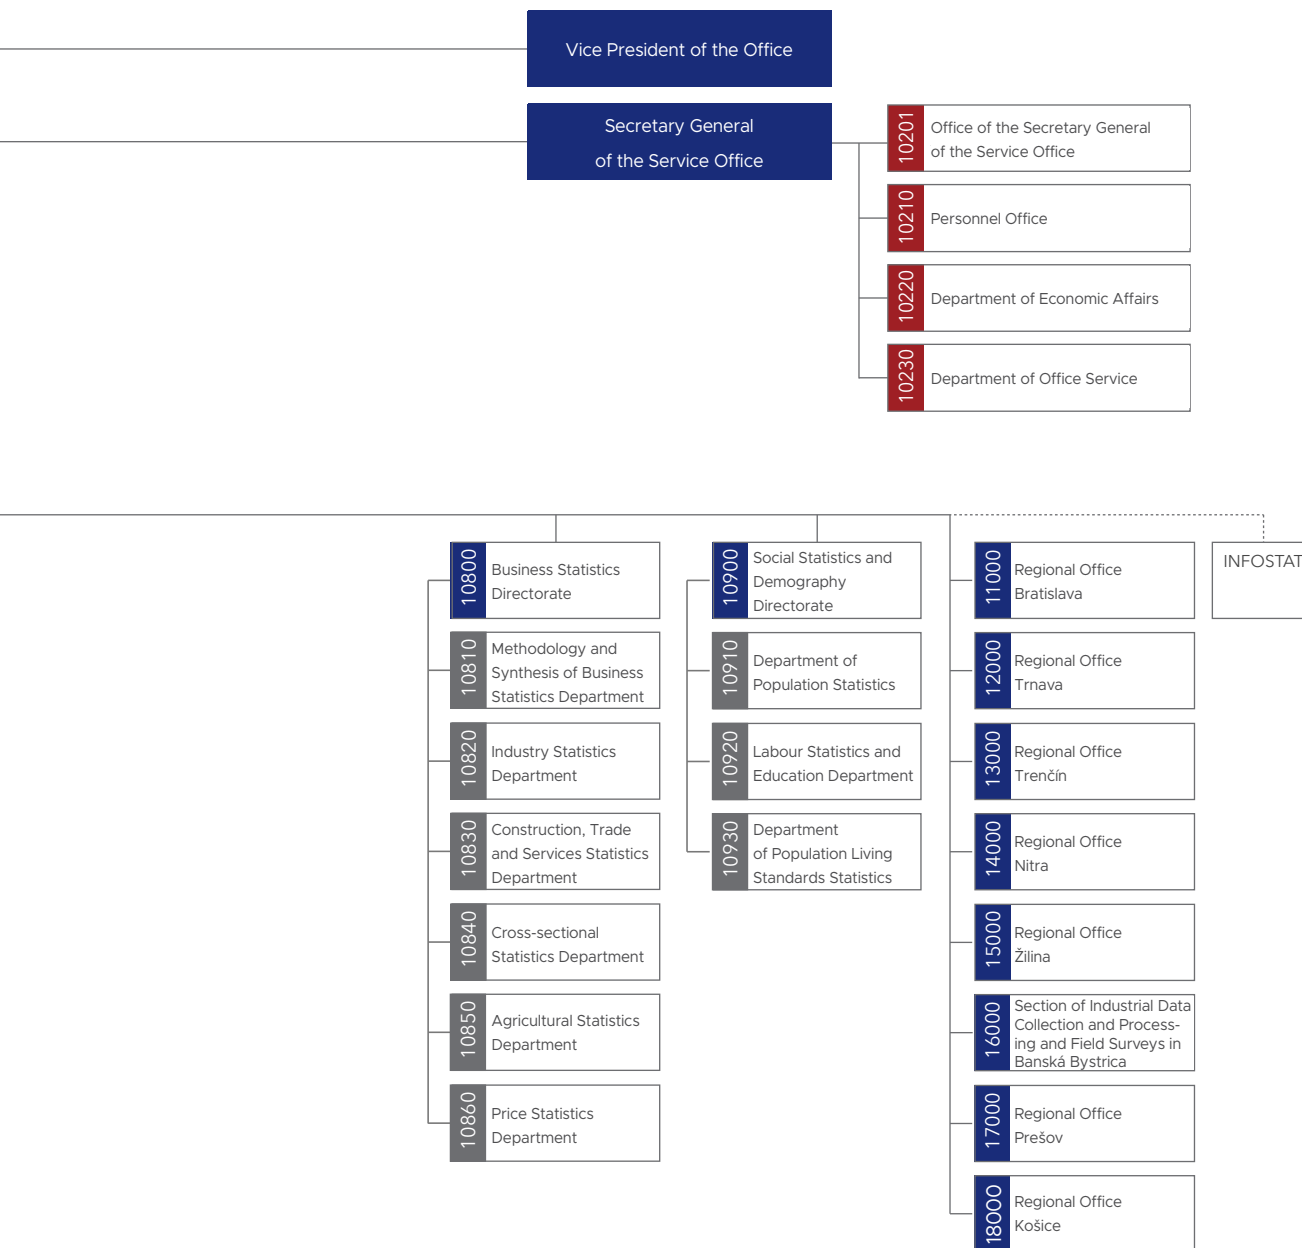 Vice President of the Office
Secretary General
of the Service Office
10201
Office of the Secretary General
of the Service Office
10210
Personnel Office
10220
Department of Economic Affairs
10230
Department of Office Service
10800
Business Statistics
Directorate
10810
Methodology and
Synthesis of Business
Statistics Department
10820
Industry Statistics
Department
10830
Construction, Trade
and Services Statistics
Department
10840
Cross-sectional
Statistics Department
10850
Agricultural Statistics
Department
10860
Price Statistics
Department
10900
Social Statistics and
Demography
Directorate
10910
Department of
Population Statistics
10920
Labour Statistics and
Education Department
10930
Department
of Population Living
Standards Statistics
11000
Regional Office
Bratislava
12000
Regional Office
Trnava
13000
Regional Office
Trenčín
14000
Regional Office
Nitra
15000
Regional Office
Žilina
16000
Section of Industrial Data
Collection and Process-
ing and Field Surveys in
Banská Bystrica
17000
Regional Office
Prešov
18000
Regional Office
Košice
INFOSTAT